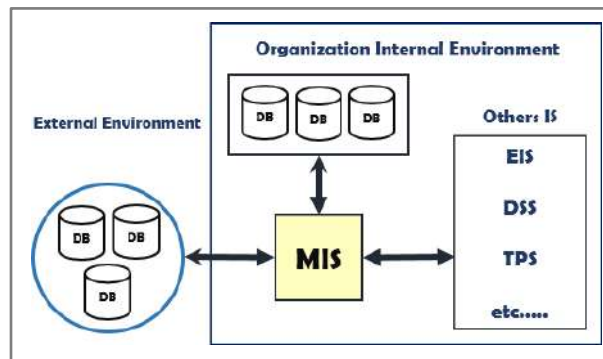 Organization Internal Environment
DB DB DB
External Environment
Others IS
EIS
DSS
TPS
etc.....
MIS
DB DB
DB